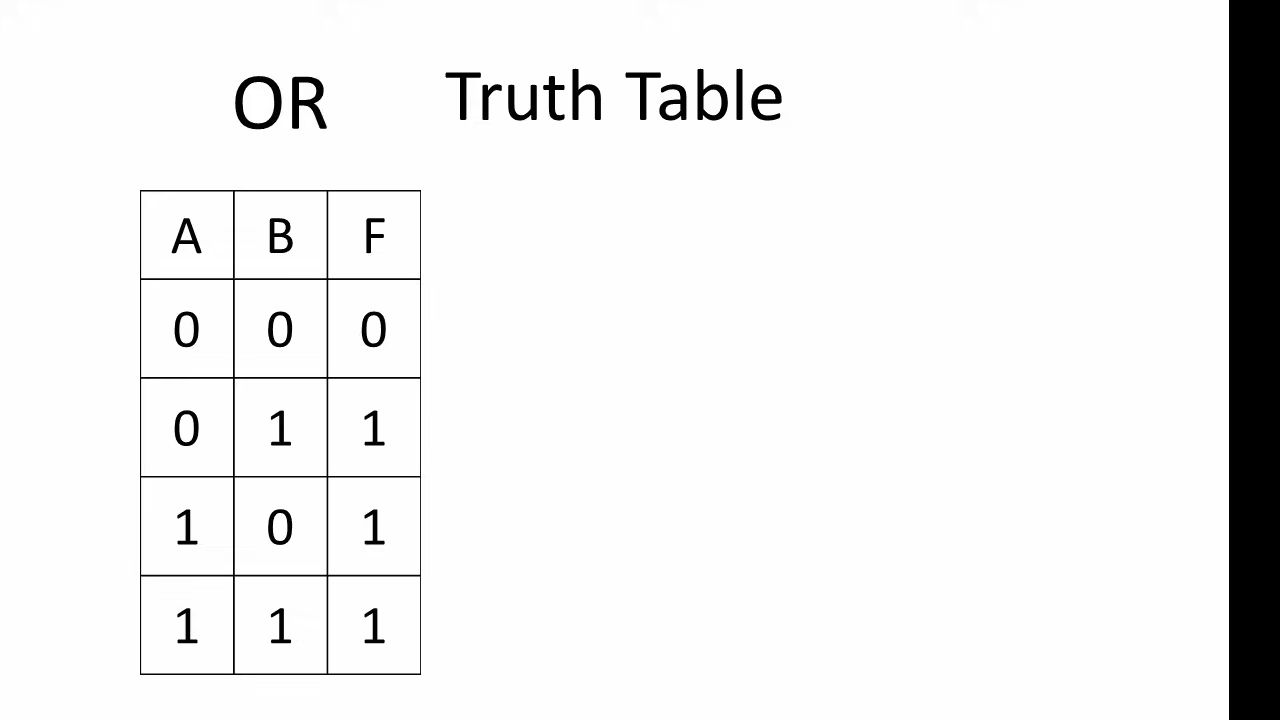 OR Truth Table
A B F
0 0 0
0 1 1
1 0 1
1 1 1